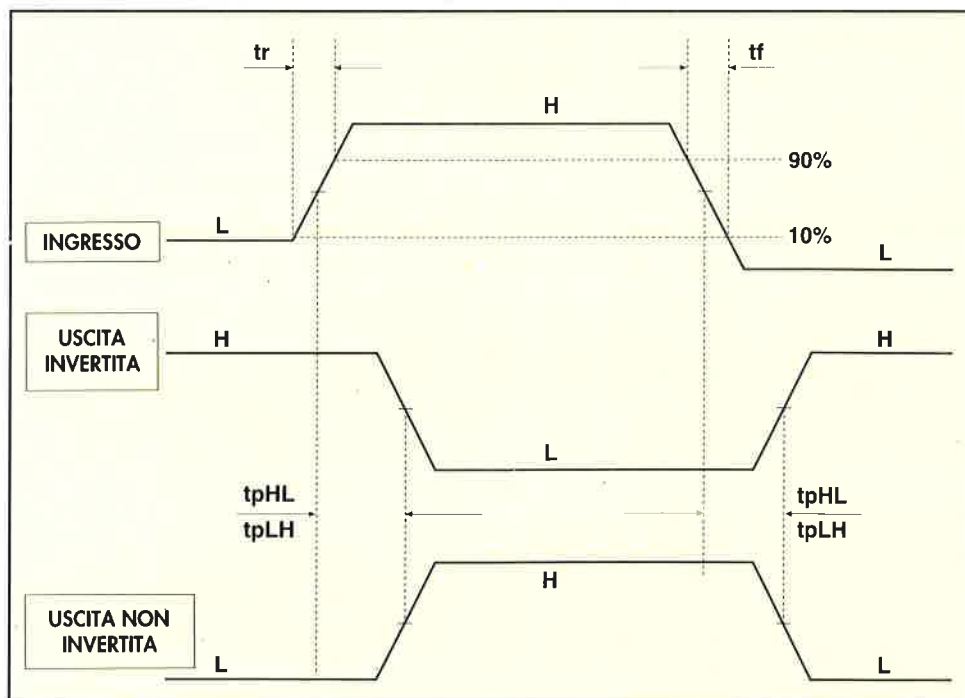 tr
tf
H
90%
L
INGRESSO
10%
L
USCITA
INVERTITA
H
H
L
tpHL
tpLH
tpHL
tpLH
H
USCITA NON
INVERTITA
L
L